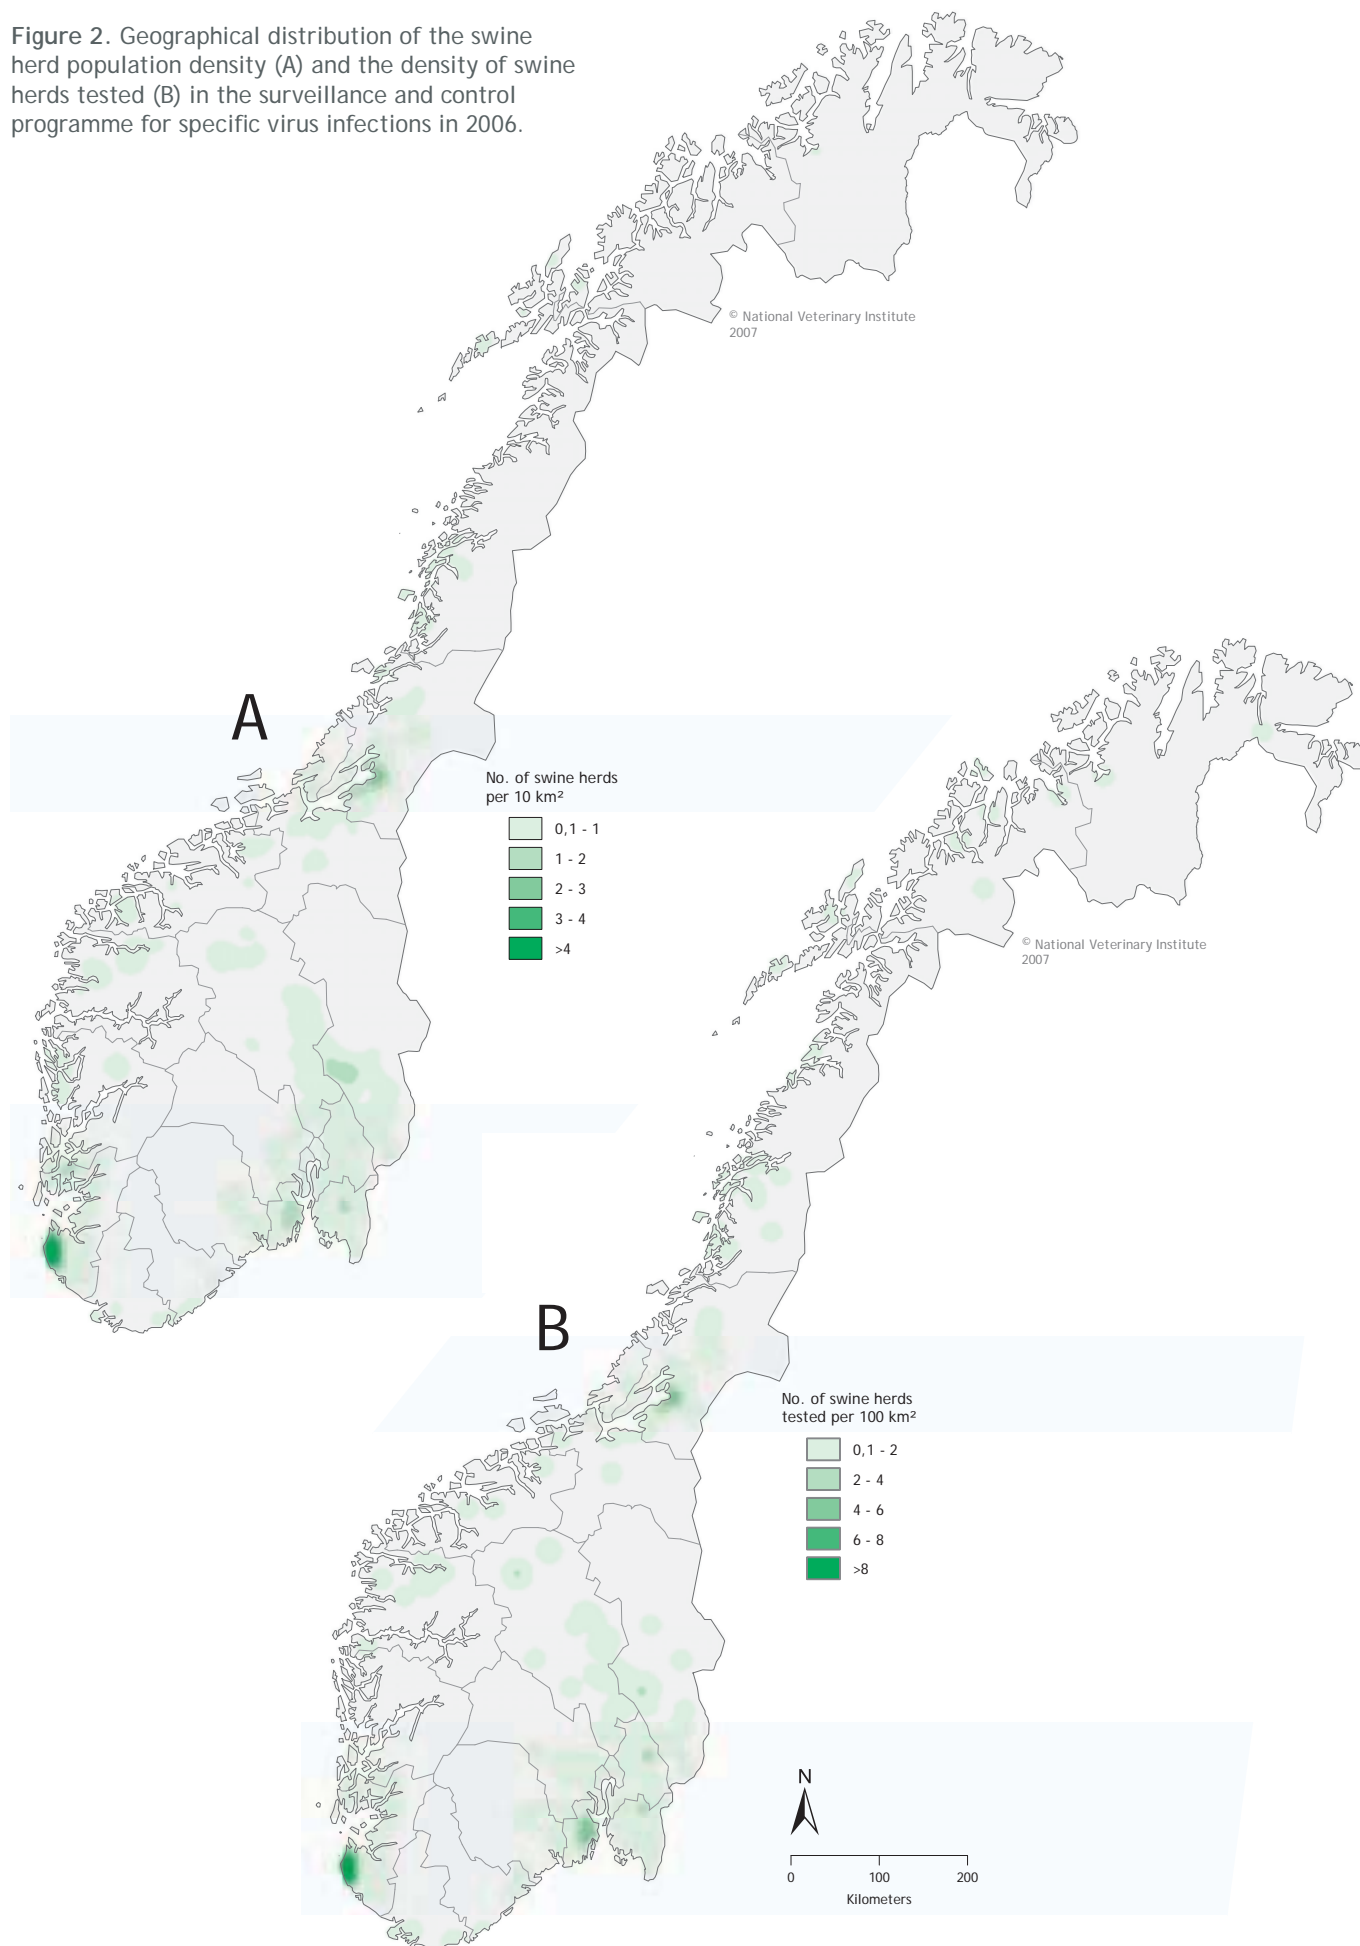 Figure 2. Geographical distribution of the swine
herd population density (A) and the density of swine
herds tested (B) in the surveillance and control
programme for specific virus infections in 2006.
© National Veterinary Institute
2007
A
No. of swine herds
per 10 km²
0,1 - 1
1 - 2
2 - 3
3 - 4
>4
© National Veterinary Institute
2007
B
No. of swine herds
tested per 100 km²
0,1 - 2
2 - 4
4 - 6
6 - 8
>8
N
0 100 200
Kilometers